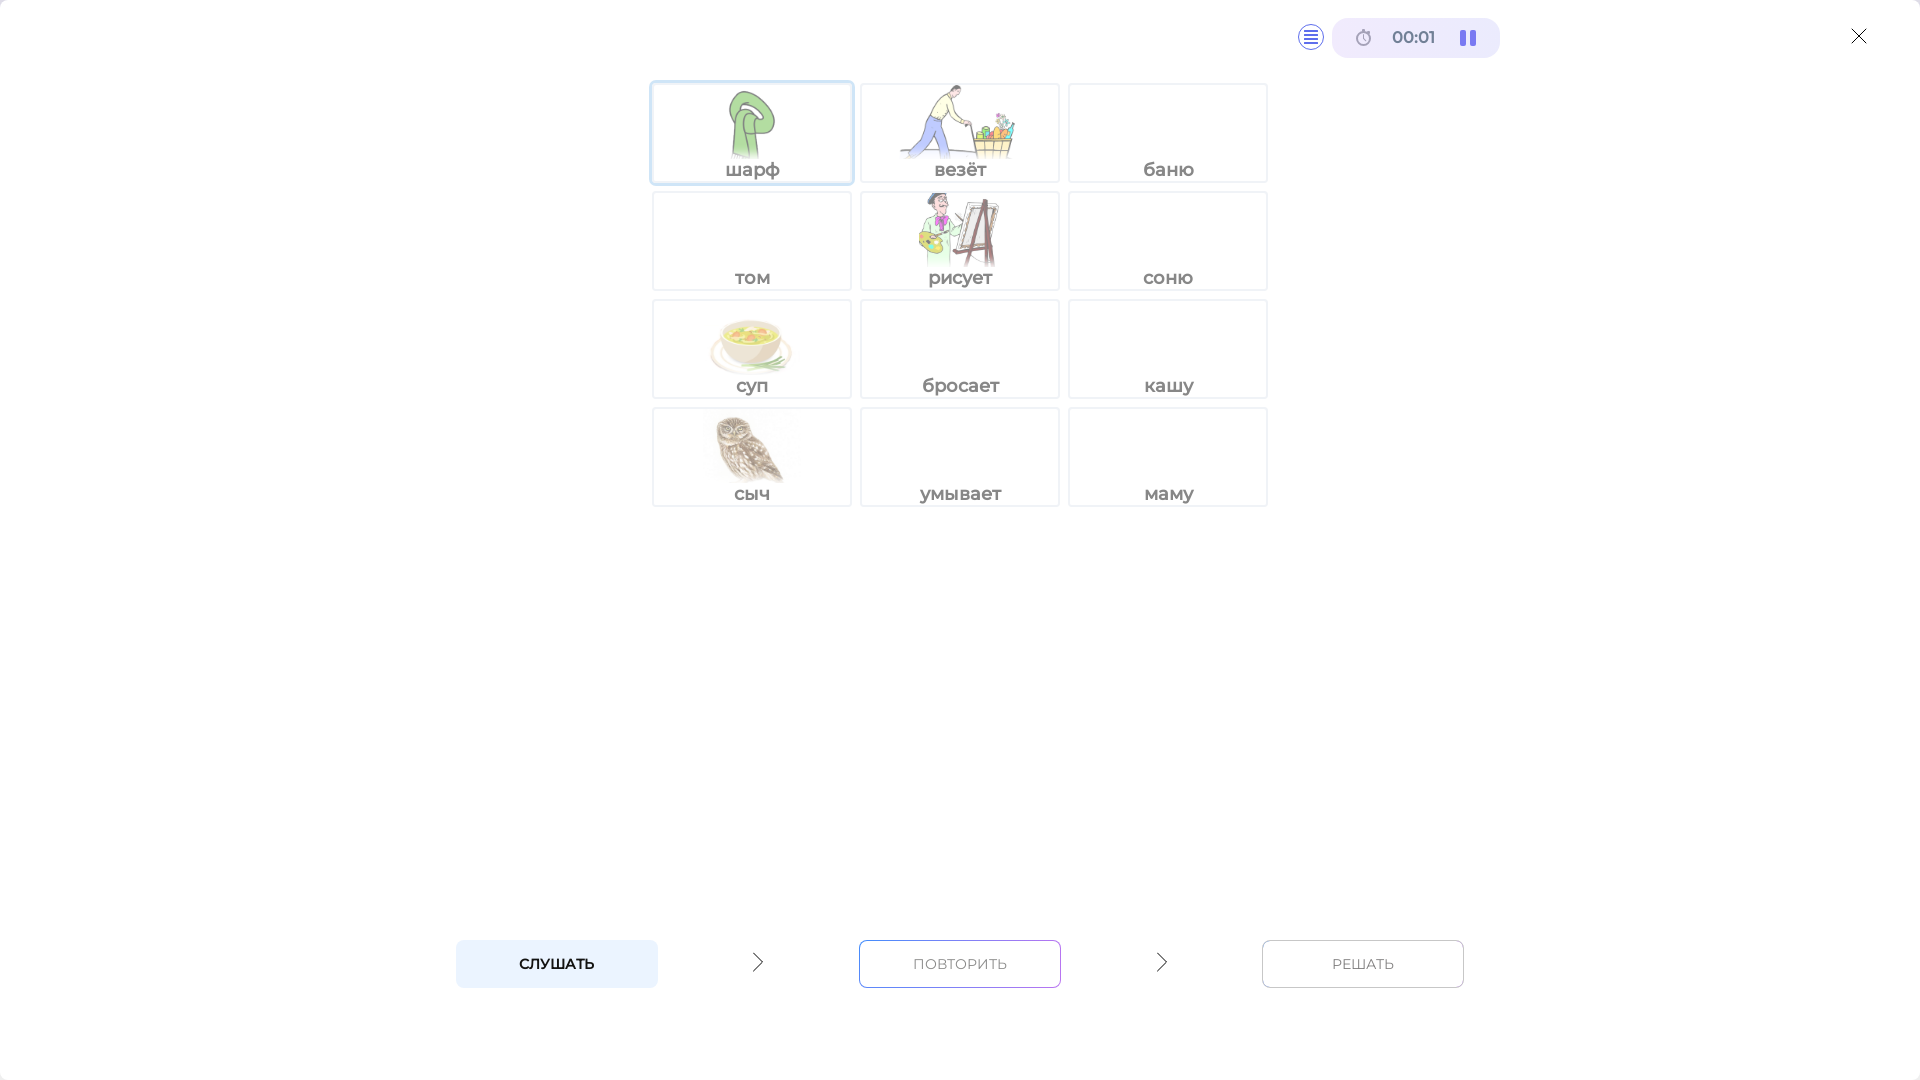 00:01
шарф
везёт
баню
том
рисует
соню
суп
бросает
кашу
сыч
умывает
маму
СЛУШАТЬ
ПОВТОРИТЬ
РЕШАТЬ